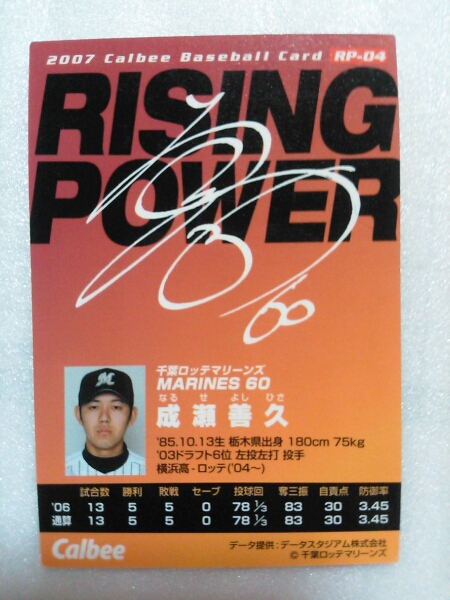 2007 Calbee Baseball Card RP-04
RISING
POWER
60
千葉ロッテマリーンズ
MARINES 60
なる せ よし ひさ
成瀬善久
'85.10.13生 栃木県出身 180cm 75kg
'03ドラフト6位 左投左打 投手
横浜高-ロッテ('04~)
試合数 勝利 敗戦 セーブ 投球回 奪三振 自責点 防御率
'06 13 5 5 0 78 1/3 83 30 3.45
通算 13 5 5 0 78 1/3 83 30 3.45
Calbee
データ提供:データスタジアム株式会社
© 千葉ロッテマリーンズ